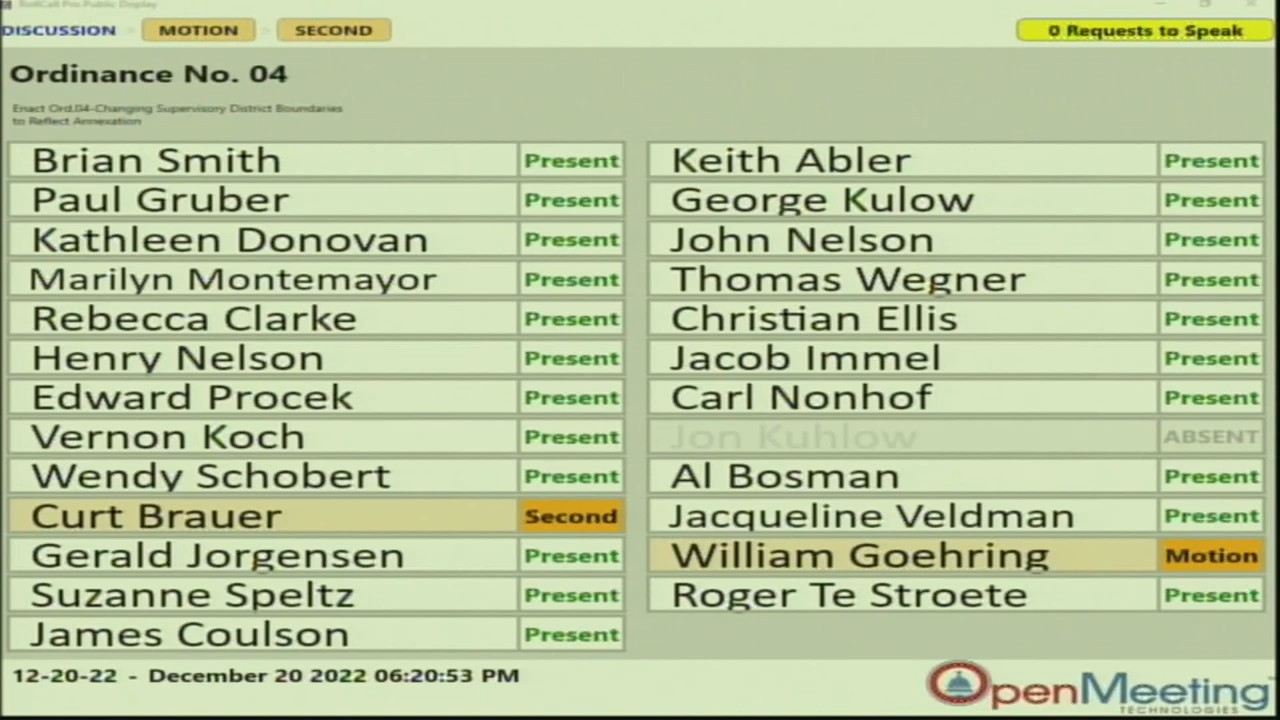 RollCall Pro Public Display
DISCUSSION MOTION SECOND 0 Requests to Speak
Ordinance No. 04
Enact Ord.04-Changing Supervisory District Boundaries
to Reflect Annexation
Brian Smith Present
Paul Gruber Present
Kathleen Donovan Present
Marilyn Montemayor Present
Rebecca Clarke Present
Henry Nelson Present
Edward Procek Present
Vernon Koch Present
Wendy Schobert Present
Curt Brauer Second
Gerald Jorgensen Present
Suzanne Speltz Present
James Coulson Present
Keith Abler Present
George Kulow Present
John Nelson Present
Thomas Wegner Present
Christian Ellis Present
Jacob Immel Present
Carl Nonhof Present
Jon Kuhlow ABSENT
Al Bosman Present
Jacqueline Veldman Present
William Goehring Motion
Roger Te Stroete Present
12-20-22 - December 20 2022 06:20:53 PM
OpenMeeting
TECHNOLOGIES